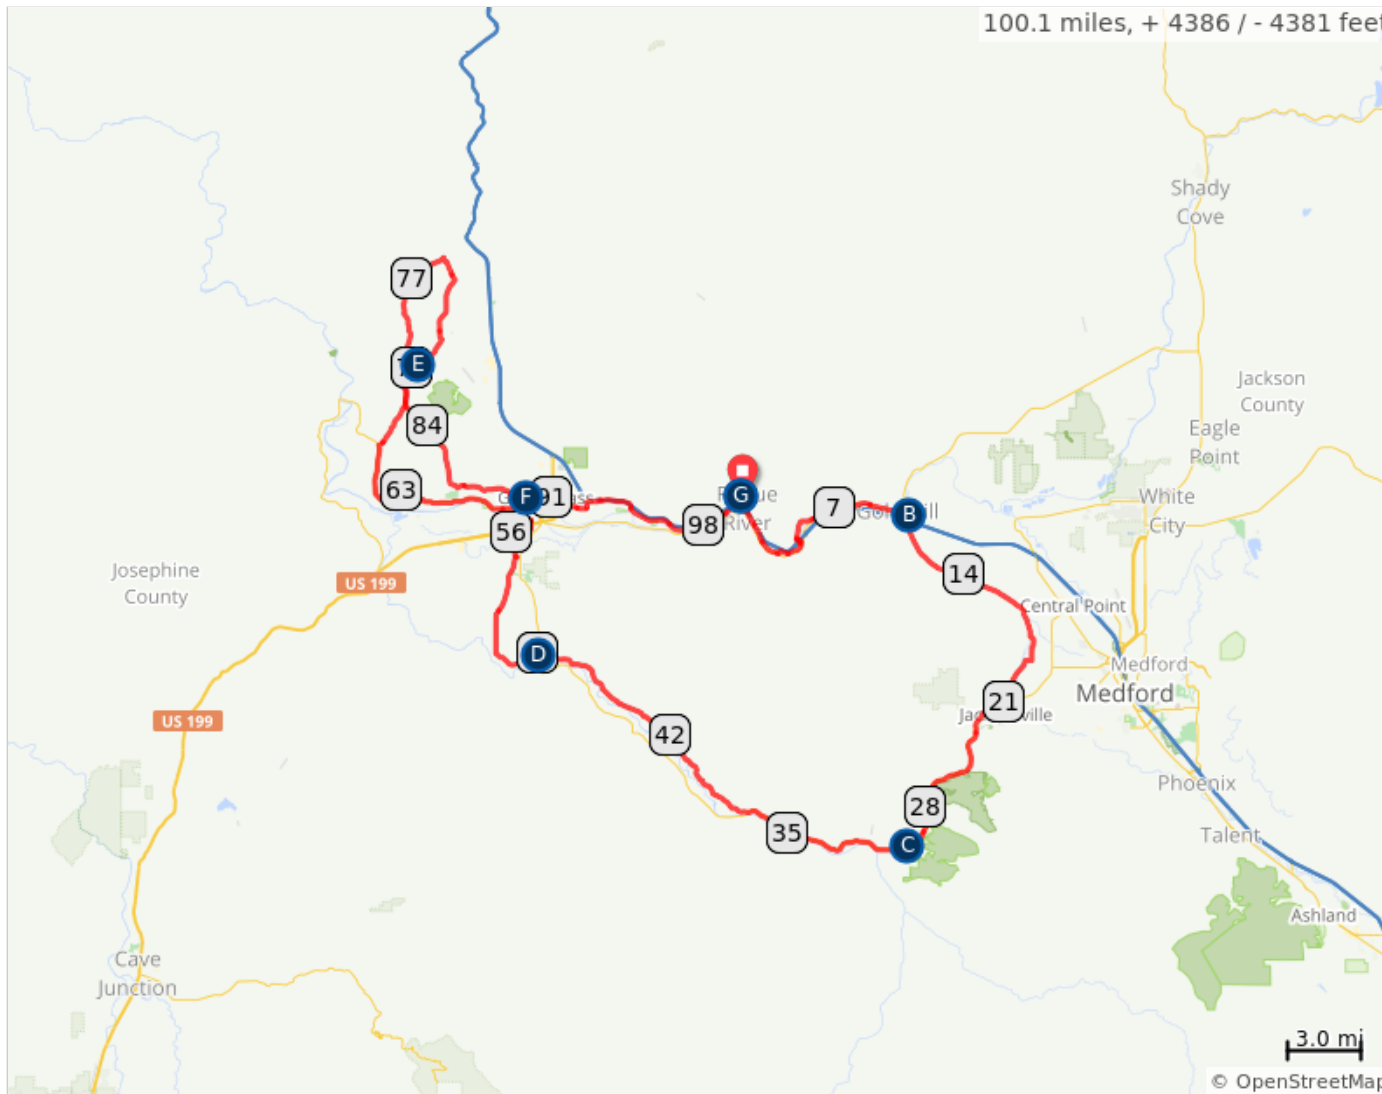 100.1 miles, + 4386 / - 4381 feet
Shady
Cove
77
E
Jackson
County
84
Eagle
Point
63
F
91
G
River
98
7
B
White
City
56
14
Josephine
County
US 199
Central Point
D
Medford
Medford
21
US 199
42
Phoenix
28
35
C
Talent
Ashland
Cave
Junction
3.0 mi
© OpenStreetMap